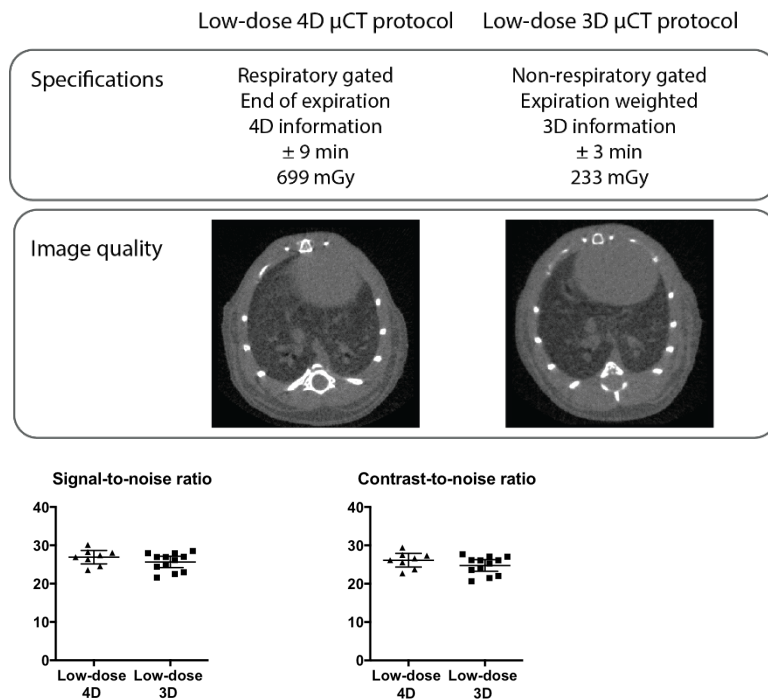 Low-dose 4D µCT protocol Low-dose 3D µCT protocol
Specifications
Respiratory gated
End of expiration
4D information
± 9 min
699 mGy
Non-respiratory gated
Expiration weighted
3D information
± 3 min
233 mGy
Image quality
Signal-to-noise ratio
40
30
20
10
0
Low-dose 4D
Low-dose 3D
Contrast-to-noise ratio
40
30
20
10
0
Low-dose 4D
Low-dose 3D